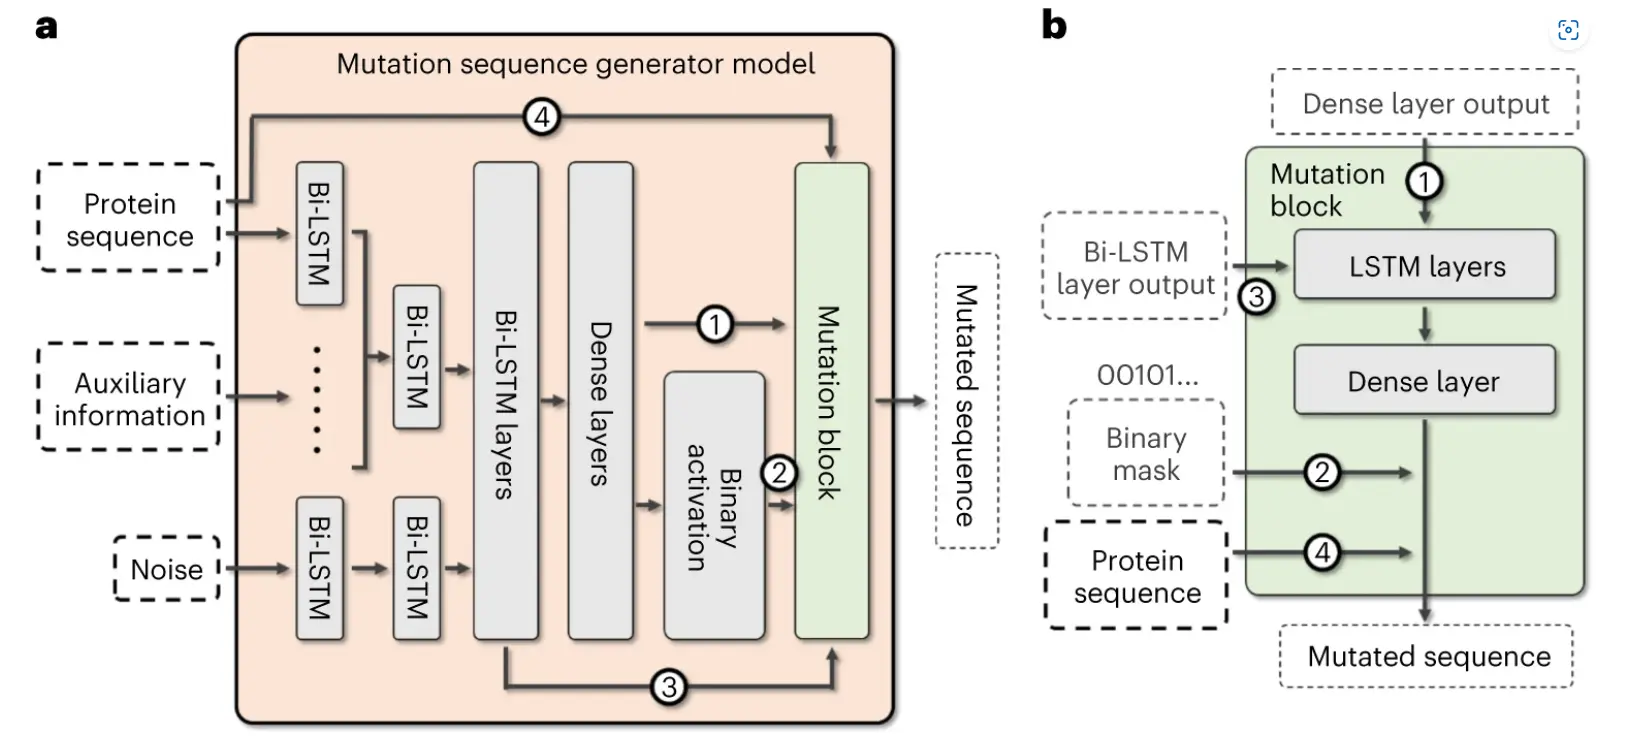 a
Mutation sequence generator model
4
Protein
sequence
Auxiliary
information
Noise
Bi-LSTM
Bi-LSTM
Bi-LSTM
Bi-LSTM
Bi-LSTM layers
Dense layers
1
Binary
activation
2
3
Mutation block
Mutated sequence
b
Dense layer output
Mutation
block
1
Bi-LSTM
layer output
3
LSTM layers
Dense layer
00101...
Binary
mask
2
Protein
sequence
4
Mutated sequence